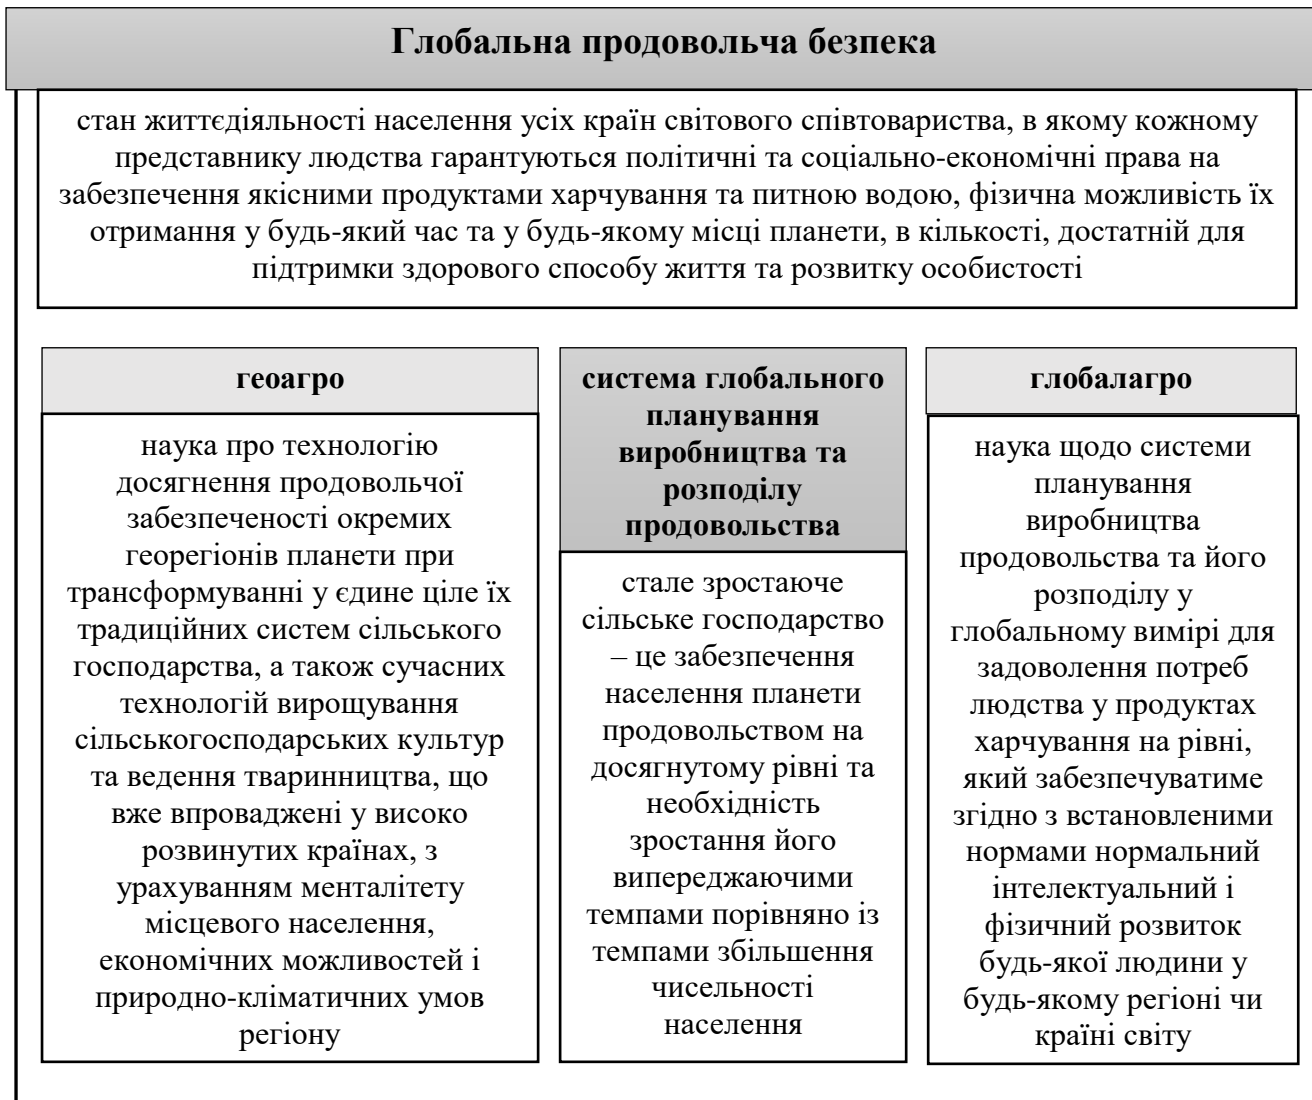 Глобальна продовольча безпека
стан життєдіяльності населення усіх країн світового співтовариства, в якому кожному
представнику людства гарантуються політичні та соціально-економічні права на
забезпечення якісними продуктами харчування та питною водою, фізична можливість їх
отримання у будь-який час та у будь-якому місці планети, в кількості, достатній для
підтримки здорового способу життя та розвитку особистості
геоагро
наука про технологію
досягнення продовольчої
забезпеченості окремих
георегіонів планети при
трансформуванні у єдине ціле їх
традиційних систем сільського
господарства, а також сучасних
технологій вирощування
сільськогосподарських культур
та ведення тваринництва, що
вже впроваджені у високо
розвинутих країнах, з
урахуванням менталітету
місцевого населення,
економічних можливостей і
природно-кліматичних умов
регіону
система глобального
планування
виробництва та
розподілу
продовольства
стале зростаюче
сільське господарство
– це забезпечення
населення планети
продовольством на
досягнутому рівні та
необхідність
зростання його
випереджаючими
темпами порівняно із
темпами збільшення
чисельності
населення
глобалагро
наука щодо системи
планування
виробництва
продовольства та його
розподілу у
глобальному вимірі для
задоволення потреб
людства у продуктах
харчування на рівні,
який забезпечуватиме
згідно з встановленими
нормами нормальний
інтелектуальний і
фізичний розвиток
будь-якої людини у
будь-якому регіоні чи
країні світу